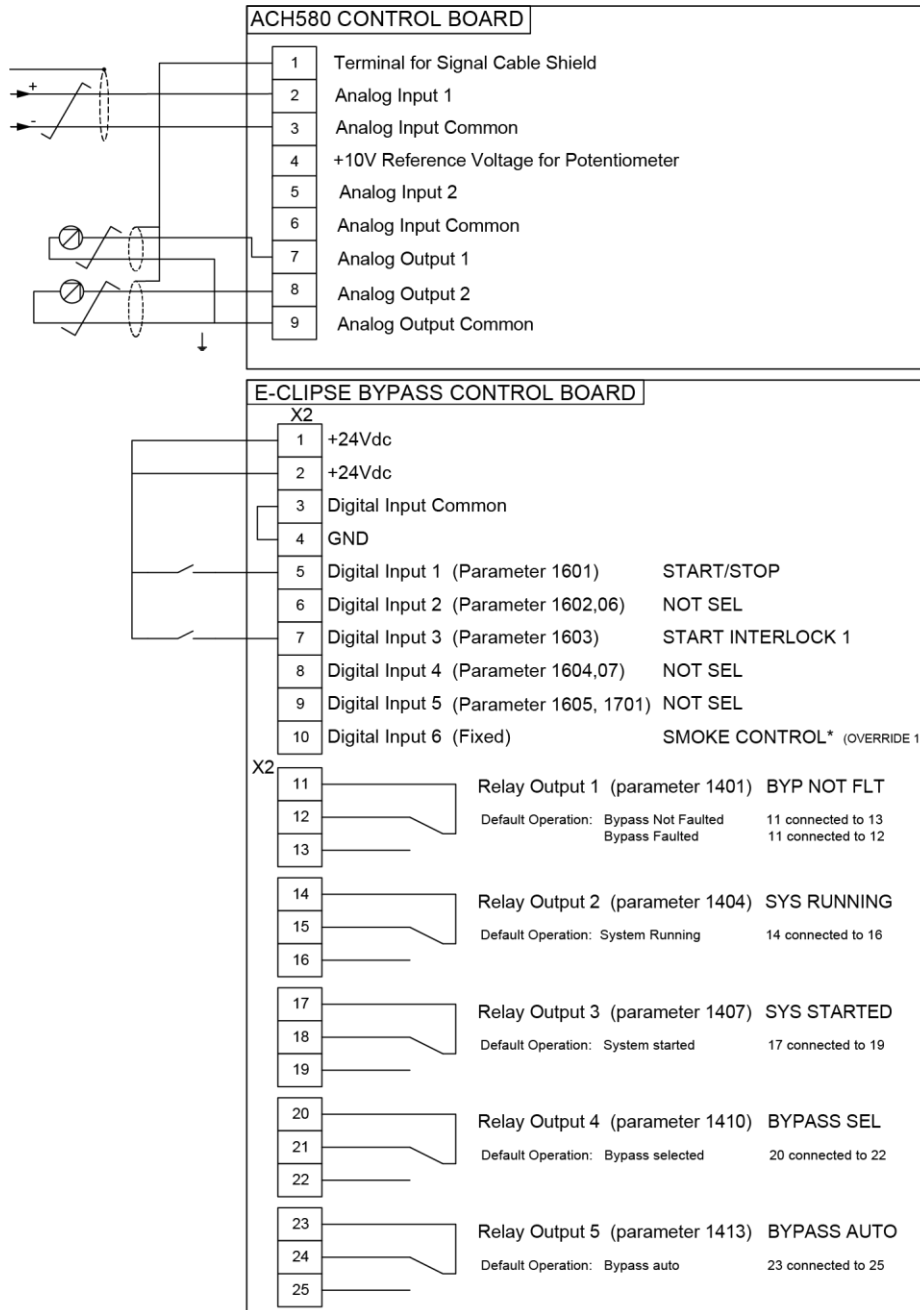 ACH580 CONTROL BOARD
1 Terminal for Signal Cable Shield
+ 2 Analog Input 1
- 3 Analog Input Common
4 +10V Reference Voltage for Potentiometer
5 Analog Input 2
6 Analog Input Common
7 Analog Output 1
8 Analog Output 2
9 Analog Output Common
E-CLIPSE BYPASS CONTROL BOARD
X2
1 +24Vdc
2 +24Vdc
3 Digital Input Common
4 GND
5 Digital Input 1 (Parameter 1601) START/STOP
6 Digital Input 2 (Parameter 1602,06) NOT SEL
7 Digital Input 3 (Parameter 1603) START INTERLOCK 1
8 Digital Input 4 (Parameter 1604,07) NOT SEL
9 Digital Input 5 (Parameter 1605, 1701) NOT SEL
10 Digital Input 6 (Fixed) SMOKE CONTROL* (OVERRIDE 1
X2
11 Relay Output 1 (parameter 1401) BYP NOT FLT
12 Default Operation: Bypass Not Faulted 11 connected to 13
Bypass Faulted 11 connected to 12
13
14 Relay Output 2 (parameter 1404) SYS RUNNING
15 Default Operation: System Running 14 connected to 16
16
17 Relay Output 3 (parameter 1407) SYS STARTED
18 Default Operation: System started 17 connected to 19
19
20 Relay Output 4 (parameter 1410) BYPASS SEL
21 Default Operation: Bypass selected 20 connected to 22
22
23 Relay Output 5 (parameter 1413) BYPASS AUTO
24 Default Operation: Bypass auto 23 connected to 25
25